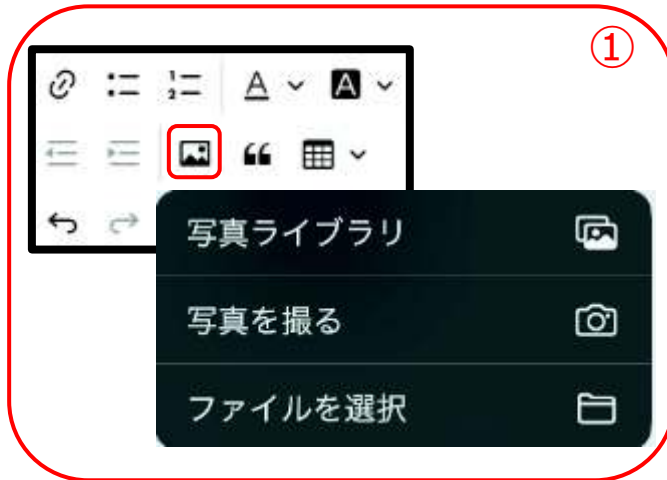 ①
写真ライブラリ
写真を撮る
ファイルを選択